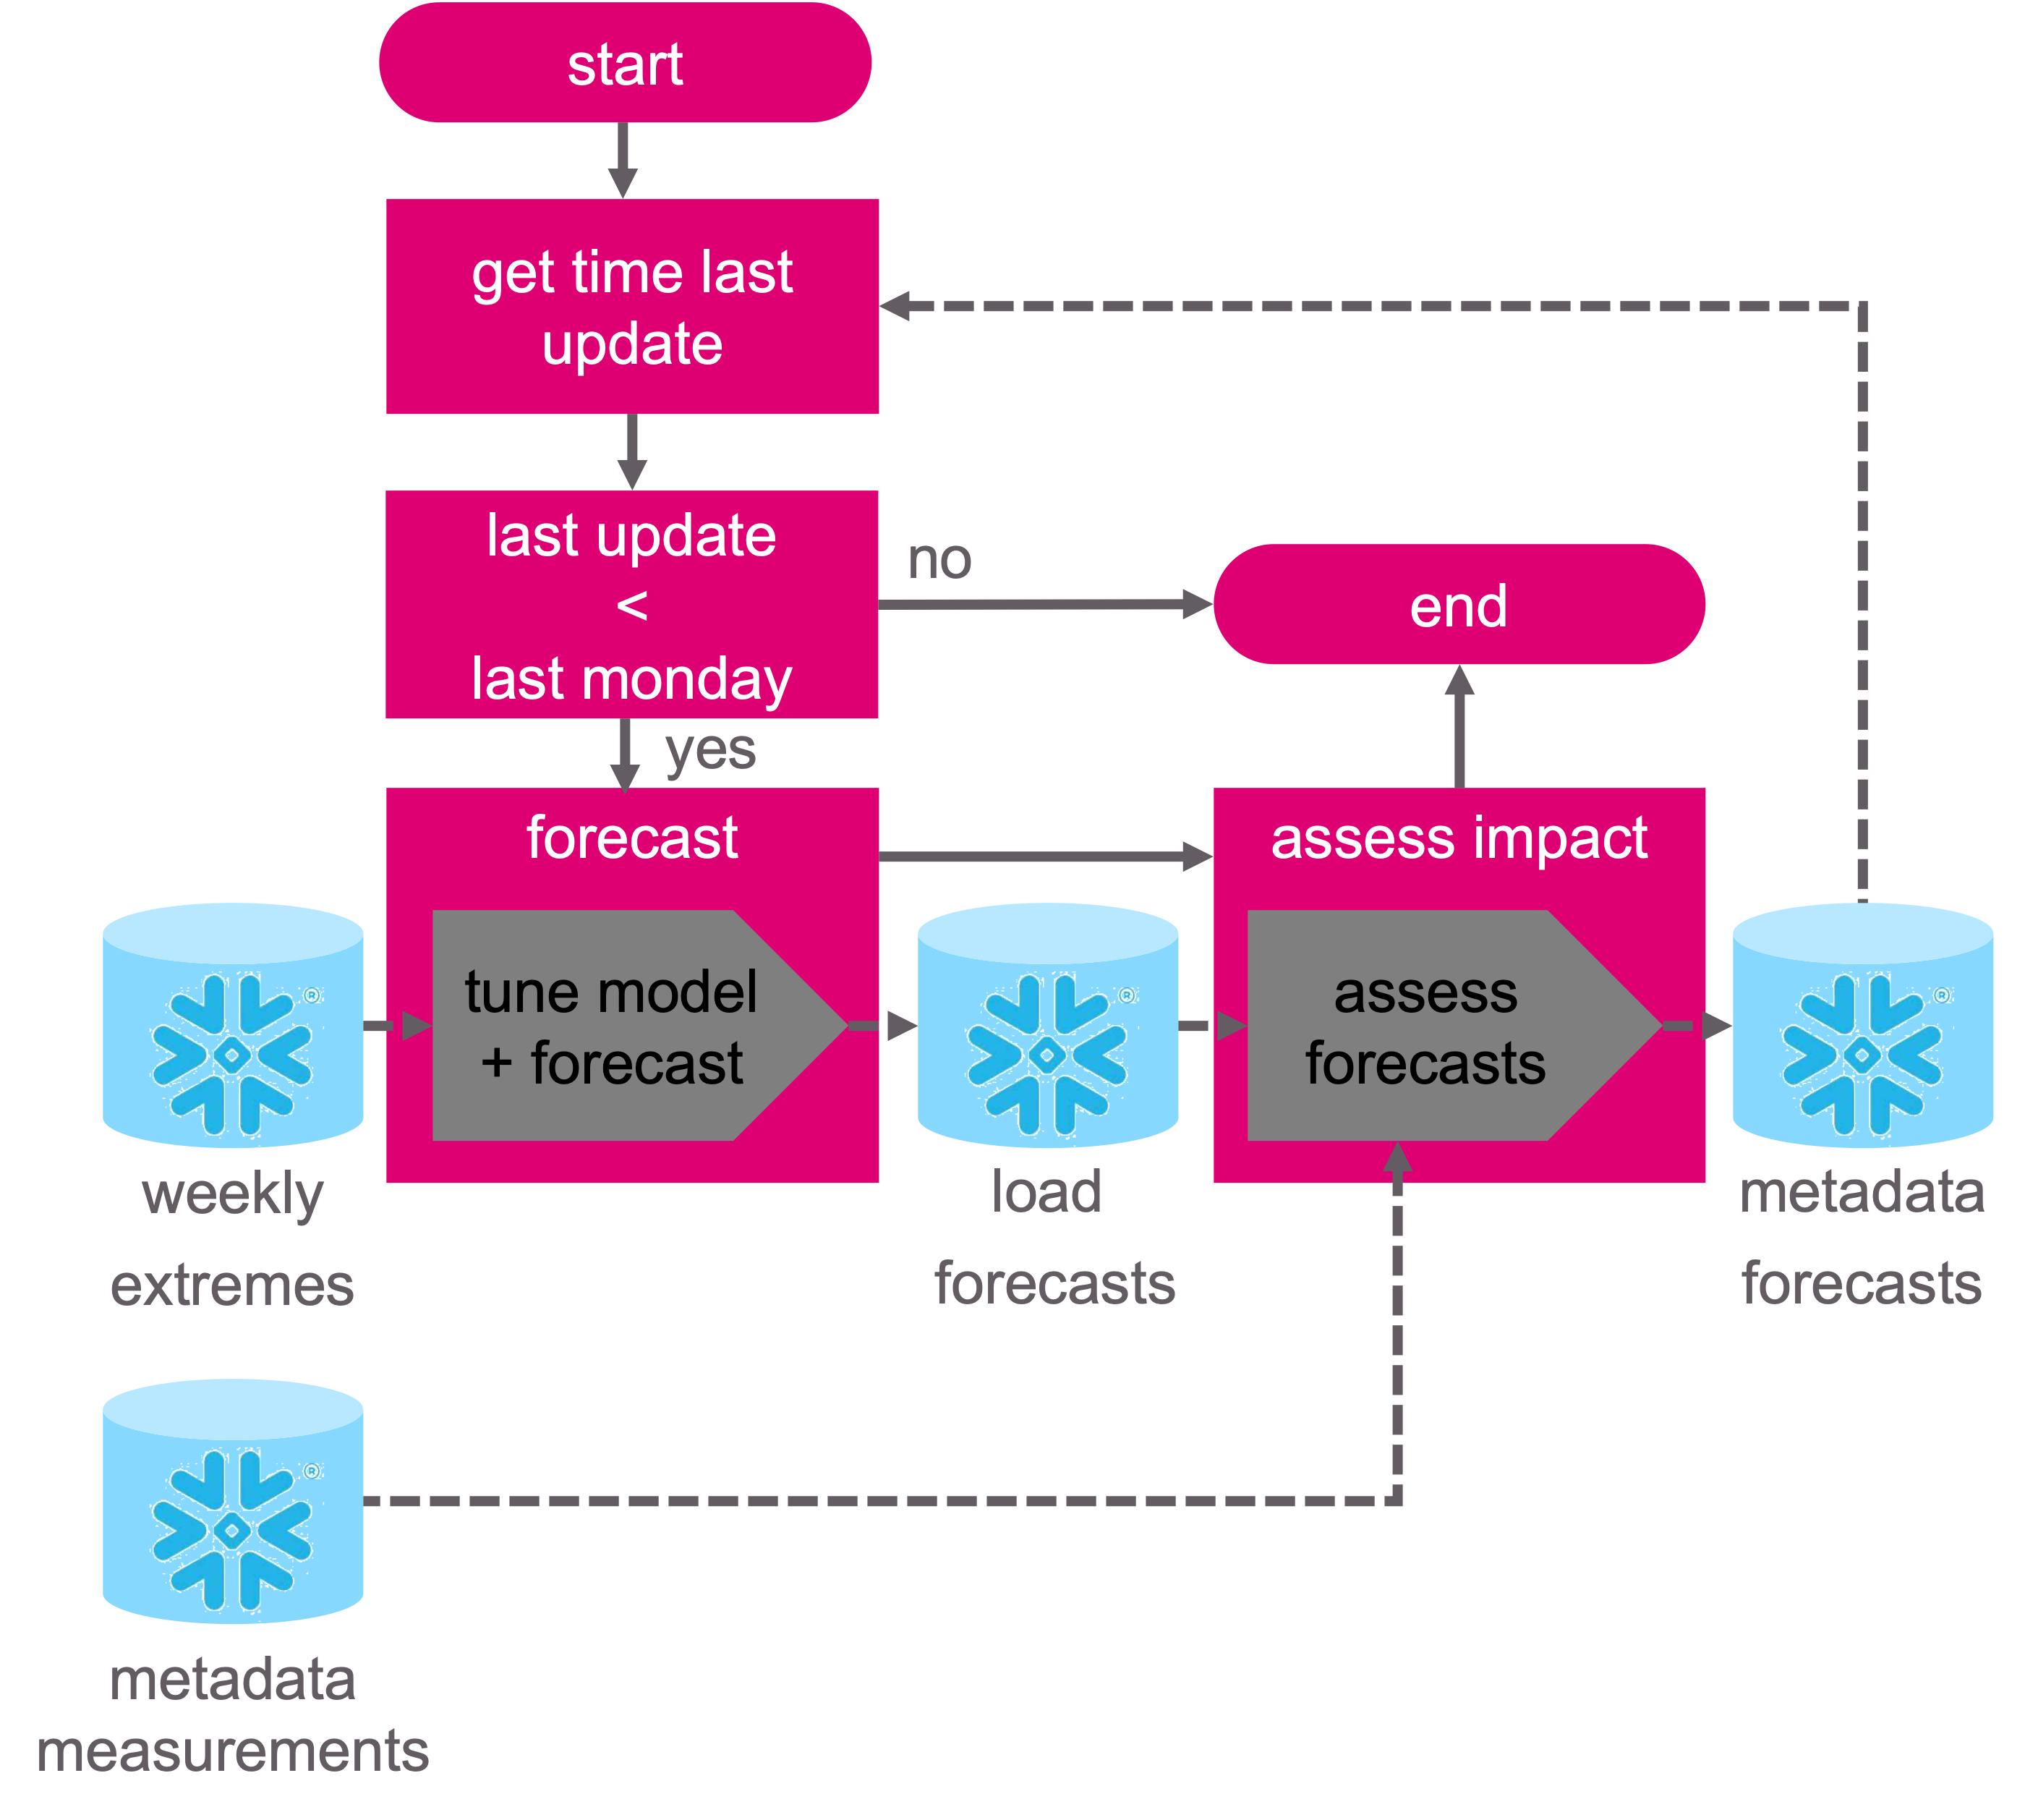 start
get time last
update
last update
<
last monday
no
end
yes
forecast
assess impact
tune model
+ forecast
assess
forecasts
®
®
®
weekly
extremes
load
forecasts
metadata
forecasts
®
metadata
measurements